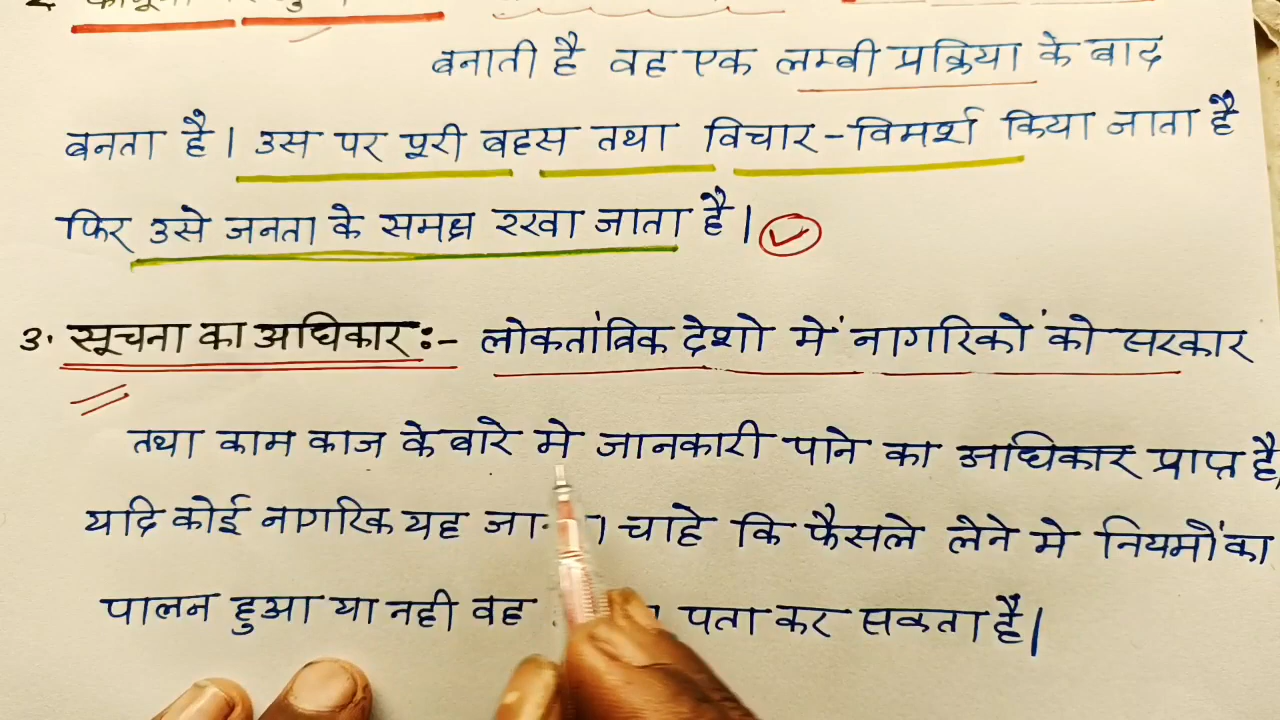 बनाती है वह एक लम्बी प्रक्रिया के बाद
बनता है। उस पर पूरी बहस तथा विचार-विमर्श किया जाता है
फिर उसे जनता के समक्ष रखा जाता है।
3. सूचना का अधिकार:- लोकतांत्रिक देशो में नागरिकों को सरकार
तथा काम काज के बारे मे जानकारी पाने का अधिकार प्राप्त है,
यदि कोई नागरिक यह चाहे कि फैसले लेने मे नियमों का
पालन हुआ या नही वह पता कर सकता है।